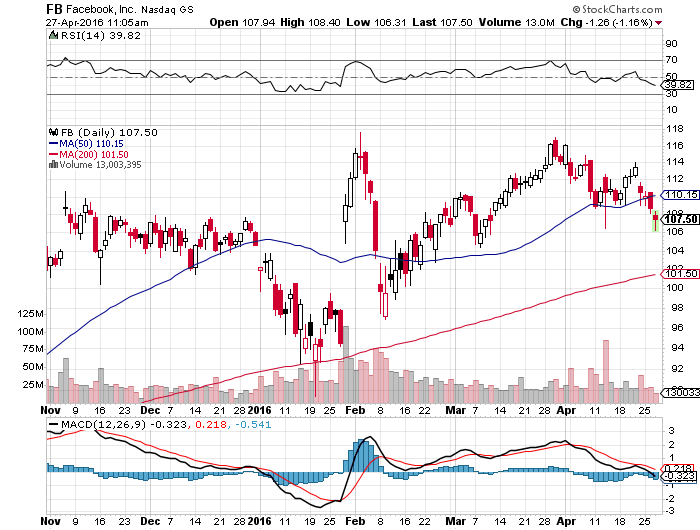 FB Facebook, Inc. Nasdaq GS © StockCharts.com
27-Apr-2016 11:05am Open 107.94 High 108.40 Low 106.31 Last 107.50 Volume 13.0M Chg -1.26 (-1.16%)
RSI(14) 39.82
90
70
50
39.82
30
10
FB (Daily) 107.50
MA(50) 110.15
MA(200) 101.50
Volume 13,003,395
118
116
114
112
110.15
108
107.50
106
104
102
101.50
100
98
96
94
92
90
13003395
125M
100M
75M
50M
25M
Nov 9 16 23 Dec 7 14 21 28 2016 11 19 25 Feb 8 16 22 Mar 7 14 21 28 Apr 11 18 25
MACD(12,26,9) -0.323, 0.218, -0.541
3
2
1
0.218
-0.323
-1
-2
-3
Nov 9 16 23 Dec 7 14 21 28 2016 11 19 25 Feb 8 16 22 Mar 7 14 21 28 Apr 11 18 25